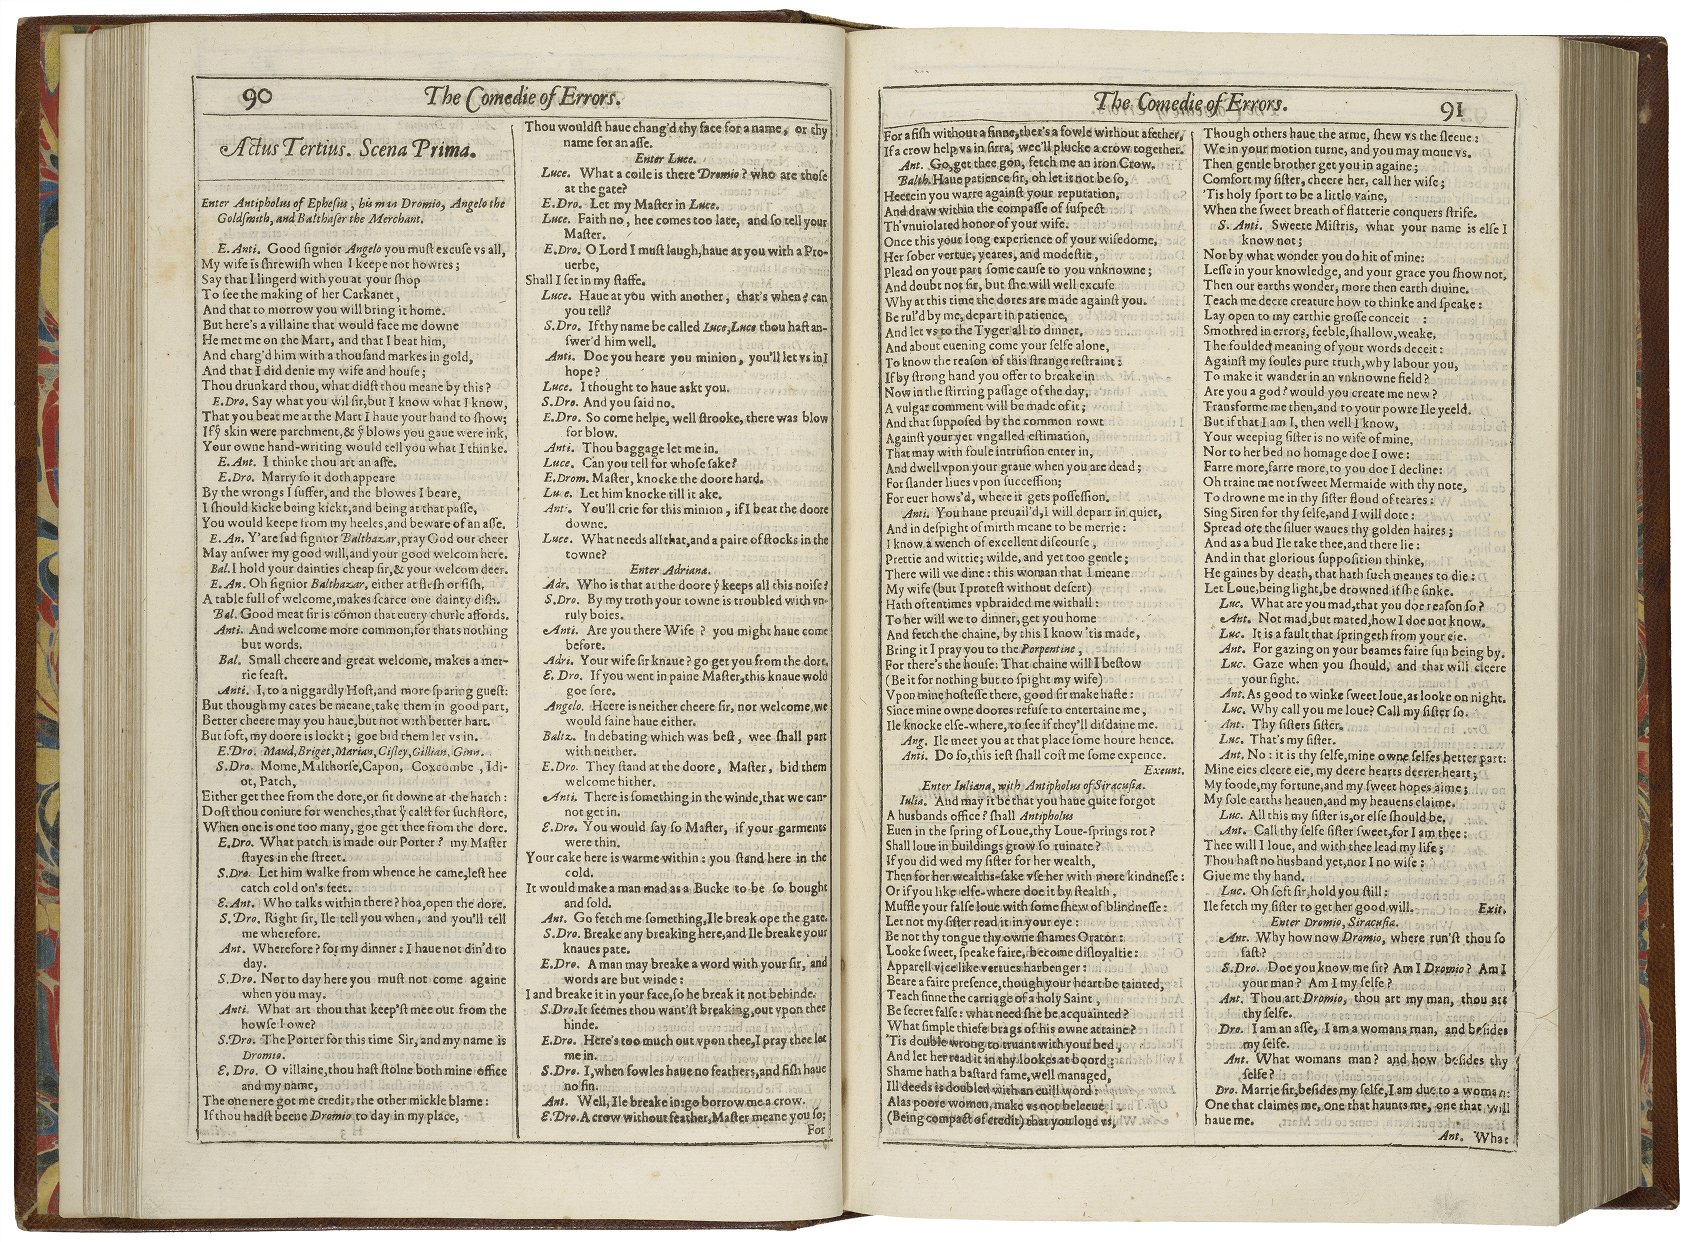 90
The Comedie of Errors.
Actus Tertius. Scena Prima.
Enter Antipholus of Ephesus, his man Dromio, Angelo the
Goldsmith, and Balthaser the Merchant.
E.Anti. Good signior Angelo you must excuse vs all,
My wife is shrewish when I keepe not howres;
Say that I lingerd with you at your shop
To see the making of her Carkanet,
And that to morrow you will bring it home.
But here's a villaine that would face me downe
He met me on the Mart, and that I beat him,
And charg'd him with a thousand markes in gold,
And that I did denie my wife and house;
Thou drunkard thou, what didst thou meane by this?
E.Dro. Say what you wil sir, but I know what I know,
That you beat me at the Mart I haue your hand to show;
If ẏ skin were parchment, & ẏ blows you gaue were ink,
Your owne hand-writing would tell you what I thinke.
E.Ant. I thinke thou art an asse.
E.Dro. Marry so it doth appeare
By the wrongs I suffer, and the blowes I beare,
I should kicke being kickt, and being at that passe,
You would keepe from my heeles, and beware of an asse.
E.An. Y'are sad signior Balthazar, pray God our cheer
May answer my good will, and your good welcom here.
Bal. I hold your dainties cheap sir, & your welcom deer.
E.An. Oh signior Balthazar, either at flesh or fish,
A table full of welcome, makes scarce one dainty dish.
Bal. Good meat sir is cōmon that euery churle affords.
Anti. And welcome more common, for thats nothing
but words.
Bal. Small cheere and great welcome, makes a mer-
rie feast.
Anti. I, to a niggardly Host, and more sparing guest:
But though my cates be meane, take them in good part,
Better cheere may you haue, but not with better hart.
But soft, my doore is lockt; goe bid them let vs in.
E.Dro. Maud, Briget, Marian, Cisley, Gillian, Ginn.
S.Dro. Mome, Malthorse, Capon, Coxcombe, Idi-
ot, Patch,
Either get thee from the dore, or sit downe at the hatch:
Dost thou coniure for wenches, that ẏ calst for such store,
When one is one too many, goe get thee from the dore.
E.Dro. What patch is made our Porter? my Master
stayes in the street.
S.Dro. Let him walke from whence he came, lest hee
catch cold on's feet.
E.Ant. Who talks within there? hoa, open the dore.
S.Dro. Right sir, Ile tell you when, and you'll tell
me wherefore.
Ant. Wherefore? for my dinner: I haue not din'd to
day.
S.Dro. Nor to day here you must not come againe
when you may.
Anti. What art thou that keep'st mee out from the
howse I owe?
S.Dro. The Porter for this time Sir, and my name is
Dromio.
E. Dro. O villaine, thou hast stolne both mine office
and my name,
The one nere got me credit, the other mickle blame:
If thou hadst beene Dromio to day in my place,
Thou wouldst haue chang'd thy face for a name, or thy
name for an asse.
Enter Luce.
Luce. What a coile is there Dromio? who are those
at the gate?
E.Dro. Let my Master in Luce.
Luce. Faith no, hee comes too late, and so tell your
Master.
E.Dro. O Lord I must laugh, haue at you with a Pro-
uerbe,
Shall I set in my staffe.
Luce. Haue at you with another, that's when? can
you tell?
S.Dro. If thy name be called Luce, Luce thou hast an-
swer'd him well.
Anti. Doe you heare you minion, you'll let vs in I
hope?
Luce. I thought to haue askt you.
S.Dro. And you said no.
E.Dro. So come helpe, well strooke, there was blow
for blow.
Anti. Thou baggage let me in.
Luce. Can you tell for whose sake?
E.Drom. Master, knocke the doore hard.
Luce. Let him knocke till it ake.
Anti. You'll crie for this minion, if I beat the doore
downe.
Luce. What needs all that, and a paire of stocks in the
towne?
Enter Adriana.
Adr. Who is that at the doore ẏ keeps all this noise?
S.Dro. By my troth your towne is troubled with vn-
ruly boies.
Anti. Are you there Wife? you might haue come
before.
Adri. Your wife sir knaue? go get you from the dore.
E. Dro. If you went in paine Master, this knaue wold
goe sore.
Angelo. Heere is neither cheere sir, nor welcome, we
would faine haue either.
Baltz. In debating which was best, wee shall part
with neither.
E.Dro. They stand at the doore, Master, bid them
welcome hither.
Anti. There is something in the winde, that we can-
not get in.
E.Dro. You would say so Master, if your garments
were thin.
Your cake here is warme within: you stand here in the
cold.
It would make a man mad as a Bucke to be so bought
and sold.
Ant. Go fetch me something, Ile break ope the gate.
S.Dro. Breake any breaking here, and Ile breake your
knaues pate.
E.Dro. A man may breake a word with your sir, and
words are but winde:
I and breake it in your face, so he break it not behinde.
S.Dro. It seemes thou want'st breaking, out vpon thee
hinde.
E.Dro. Here's too much out vpon thee, I pray thee let
me in.
S.Dro. I, when fowles haue no feathers, and fish haue
no fin.
Ant. Well, Ile breake in: go borrow me a crow.
E.Dro. A crow without feather, Master meane you so;
For
The Comedie of Errors.
91
For a fish without a finne, ther's a fowle without a fether,
If a crow help vs in sirra, wee'll plucke a crow together.
Ant. Go, get thee gon, fetch me an iron Crow.
Balth. Haue patience sir, oh let it not be so,
Heerein you warre against your reputation,
And draw within the compasse of suspect
Th'vnuiolated honor of your wife.
Once this your long experience of your wisedome,
Her sober vertue, yeares, and modestie,
Plead on your part some cause to you vnknowne;
And doubt not sir, but she will well excuse
Why at this time the dores are made against you.
Be rul'd by me, depart in patience,
And let vs to the Tyger all to dinner,
And about euening come your selfe alone,
To know the reason of this strange restraint:
If by strong hand you offer to breake in
Now in the stirring passage of the day,
A vulgar comment will be made of it;
And that supposed by the common rowt
Against your yet vngalled estimation,
That may with foule intrusion enter in,
And dwell vpon your graue when you are dead;
For slander liues vpon succession;
For euer hows'd, where it gets possession.
Anti. You haue preuail'd, I will depart in quiet,
And in despight of mirth meane to be merrie:
I know a wench of excellent discourse,
Prettie and wittie; wilde, and yet too gentle;
There will we dine: this woman that I meane
My wife (but I protest without desert)
Hath oftentimes vpbraided me withall:
To her will we to dinner, get you home
And fetch the chaine, by this I know 'tis made,
Bring it I pray you to the Porpentine,
For there's the house: That chaine will I bestow
(Be it for nothing but to spight my wife)
Vpon mine hostesse there, good sir make haste:
Since mine owne doores refuse to entertaine me,
Ile knocke else-where, to see if they'll disdaine me.
Ang. Ile meet you at that place some houre hence.
Anti. Do so, this iest shall cost me some expence.
Exeunt.
Enter Iuliana, with Antipholus of Siracusia.
Iulia. And may it be that you haue quite forgot
A husbands office? shall Antipholus
Euen in the spring of Loue, thy Loue-springs rot?
Shall loue in buildings grow so ruinate?
If you did wed my sister for her wealth,
Then for her wealths-sake vse her with more kindnesse:
Or if you like else-where doe it by stealth,
Muffle your false loue with some shew of blindnesse:
Let not my sister read it in your eye:
Be not thy tongue thy owne shames Orator:
Looke sweet, speake faire, become disloyaltie:
Apparell vice like vertues harbenger:
Beare a faire presence, though your heart be tainted,
Teach sinne the carriage of a holy Saint,
Be secret false: what need she be acquainted?
What simple thiefe brags of his owne attaine?
'Tis double wrong to truant with your bed,
And let her read it in thy lookes at boord:
Shame hath a bastard fame, well managed,
Ill deeds is doubled with an euill word:
Alas poore women, make vs not beleeue
(Being compact of credit) that you loue vs,
Though others haue the arme, shew vs the sleeue:
We in your motion turne, and you may moue vs.
Then gentle brother get you in againe;
Comfort my sister, cheere her, call her wise;
'Tis holy sport to be a little vaine,
When the sweet breath of flatterie conquers strife.
S. Anti. Sweete Mistris, what your name is else I
know not;
Nor by what wonder you do hit of mine:
Lesse in your knowledge, and your grace you show not,
Then our earths wonder, more then earth diuine.
Teach me deere creature how to thinke and speake:
Lay open to my earthie grosse conceit :
Smothred in errors, feeble, shallow, weake,
The foulded meaning of your words deceit:
Against my soules pure truth, why labour you,
To make it wander in an vnknowne field?
Are you a god? would you create me new?
Transforme me then, and to your powre Ile yeeld.
But if that I am I, then well I know,
Your weeping sister is no wife of mine,
Nor to her bed no homage doe I owe:
Farre more, farre more, to you doe I decline:
Oh traine me not sweet Mermaide with thy note,
To drowne me in thy sister floud of teares:
Sing Siren for thy selfe, and I will dote:
Spread ore the siluer waues thy golden haires;
And as a bud Ile take thee, and there lie:
And in that glorious supposition thinke,
He gaines by death, that hath such meanes to die:
Let Loue, being light, be drowned if she sinke.
Luc. What are you mad, that you doe reason so?
Ant. Not mad, but mated, how I doe not know.
Luc. It is a fault that springeth from your eie.
Ant. For gazing on your beames faire sun being by.
Luc. Gaze when you should, and that will cleere
your sight.
Ant. As good to winke sweet loue, as looke on night.
Luc. Why call you me loue? Call my sister so.
Ant. Thy sisters sister.
Luc. That's my sister.
Ant. No: it is thy selfe, mine owne selfes better part:
Mine eies cleere eie, my deere hearts deerer heart;
My foode, my fortune, and my sweet hopes aime;
My sole earths heauen, and my heauens claime.
Luc. All this my sister is, or else should be.
Ant. Call thy selfe sister sweet, for I am thee:
Thee will I loue, and with thee lead my life;
Thou hast no husband yet, nor I no wife:
Giue me thy hand.
Luc. Oh soft sir, hold you still:
Ile fetch my sister to get her good will. Exit.
Enter Dromio, Siracusia.
Ant. Why how now Dromio, where run'st thou so
fast?
S.Dro. Doe you know me sir? Am I Dromio? Am I
your man? Am I my selfe?
Ant. Thou art Dromio, thou art my man, thou art
thy selfe.
Dro. I am an asse, I am a womans man, and besides
my selfe.
Ant. What womans man? and how besides thy
selfe?
Dro. Marrie sir, besides my selfe, I am due to a woman:
One that claimes me, one that haunts me, one that will
haue me.
Ant. What